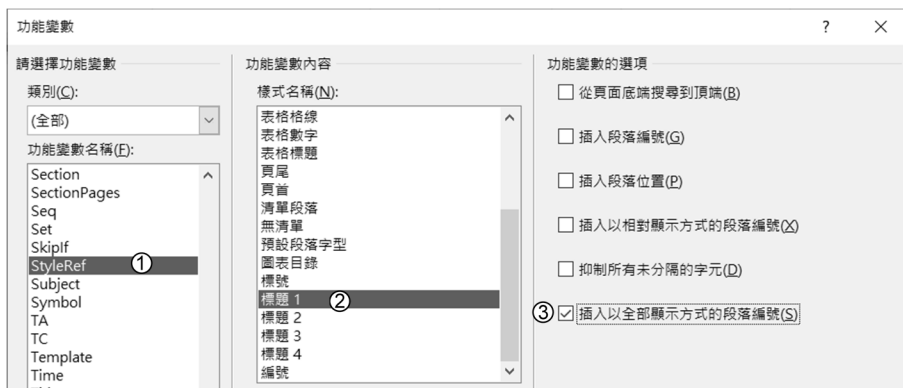 功能變數 ? ×
請選擇功能變數
類別(C):
(全部)
功能變數名稱(F):
Section
SectionPages
Seq
Set
SkipIf
StyleRef ①
Subject
Symbol
TA
TC
Template
Time
功能變數內容
樣式名稱(N):
表格格線
表格數字
表格標題
頁尾
頁首
清單段落
無清單
預設段落字型
圖表目錄
標號
標題 1 ②
標題 2
標題 3
標題 4
編號
功能變數的選項
從頁面底端搜尋到頂端(B)
插入段落編號(G)
插入段落位置(P)
插入以相對顯示方式的段落編號(X)
抑制所有未分隔的字元(D)
③ 插入以全部顯示方式的段落編號(S)